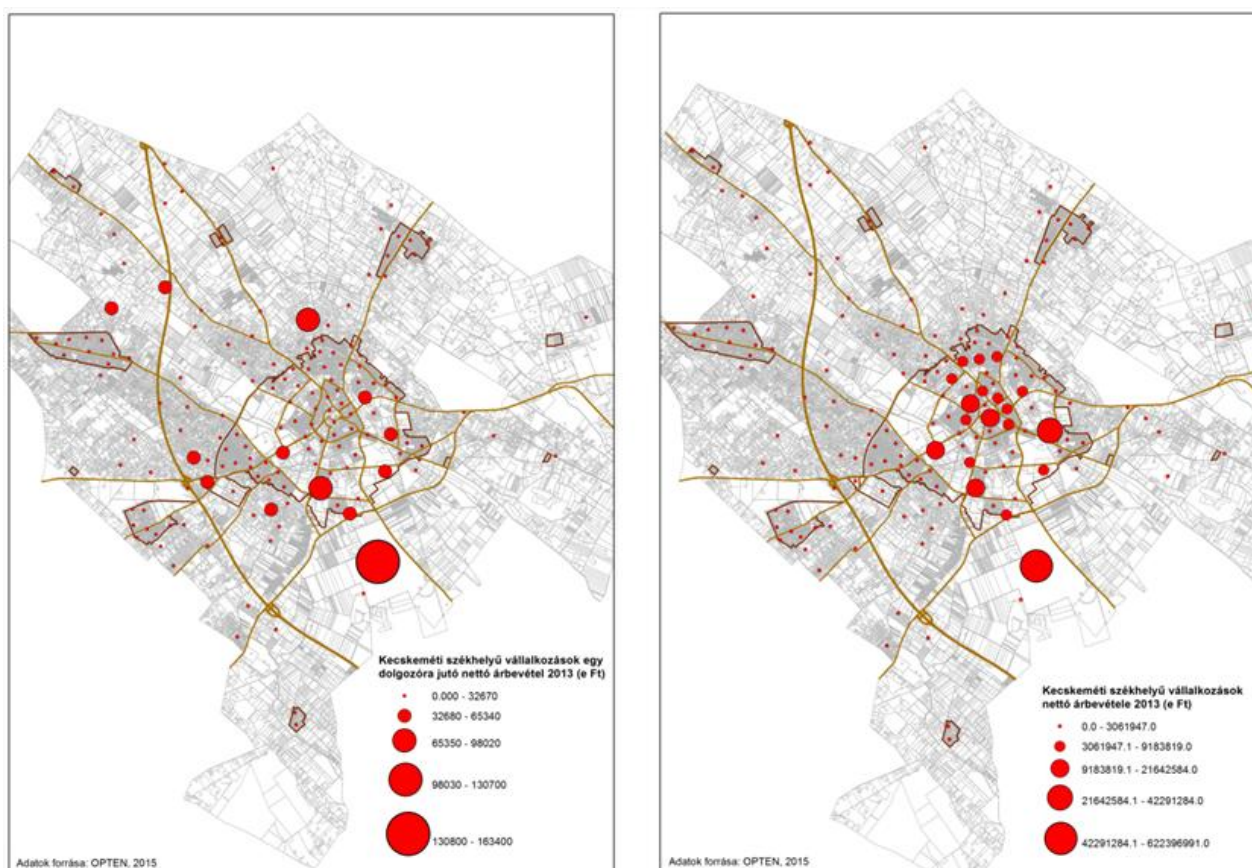 Kecskeméti székhelyű vállalkozások egy
dolgozóra jutó nettó árbevétel 2013 (e Ft)
0.000 - 32670
32680 - 65340
65350 - 98020
98030 - 130700
130800 - 163400
Adatok forrása: OPTEN, 2015
Kecskeméti székhelyű vállalkozások
nettó árbevétele 2013 (e Ft)
0.0 - 3061947.0
3061947.1 - 9183819.0
9183819.1 - 21642584.0
21642584.1 - 42291284.0
42291284.1 - 622396991.0
Adatok forrása: OPTEN, 2015